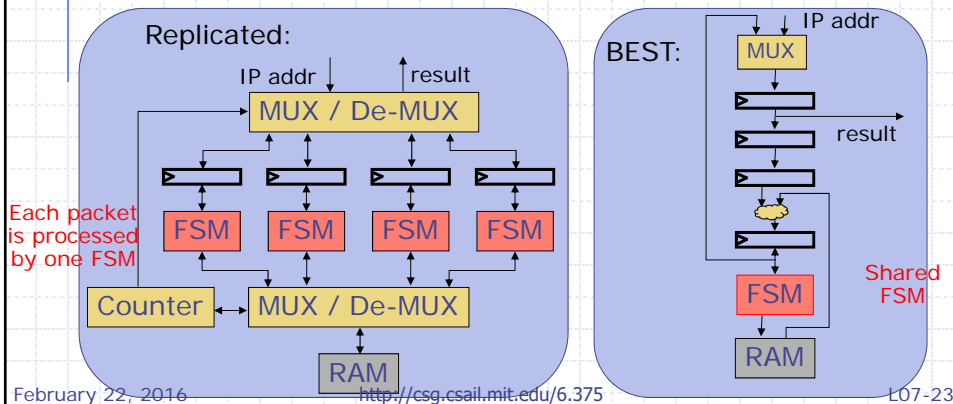 Replicated:
IP addr
result
MUX / De-MUX
FSM
FSM
FSM
FSM
Each packet
is processed
by one FSM
Counter
MUX / De-MUX
RAM
BEST:
IP addr
MUX
result
FSM
Shared
FSM
RAM
February 22, 2016
http://csg.csail.mit.edu/6.375
L07-23